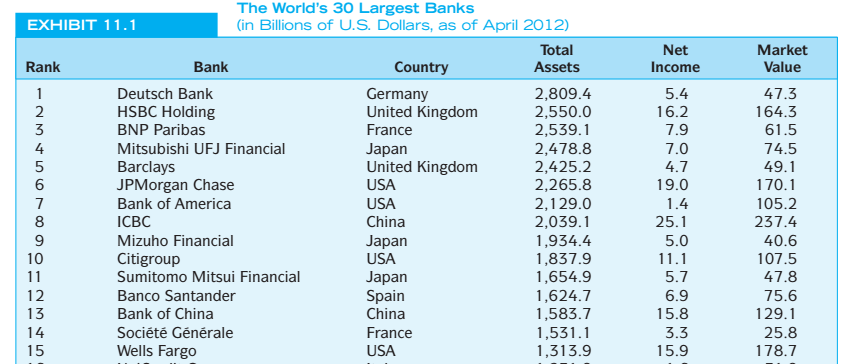 The World's 30 Largest Banks
EXHIBIT 11.1 (in Billions of U.S. Dollars, as of April 2012)
Total Net Market
Rank Bank Country Assets Income Value
1 Deutsch Bank Germany 2,809.4 5.4 47.3
2 HSBC Holding United Kingdom 2,550.0 16.2 164.3
3 BNP Paribas France 2,539.1 7.9 61.5
4 Mitsubishi UFJ Financial Japan 2,478.8 7.0 74.5
5 Barclays United Kingdom 2,425.2 4.7 49.1
6 JPMorgan Chase USA 2,265.8 19.0 170.1
7 Bank of America USA 2,129.0 1.4 105.2
8 ICBC China 2,039.1 25.1 237.4
9 Mizuho Financial Japan 1,934.4 5.0 40.6
10 Citigroup USA 1,837.9 11.1 107.5
11 Sumitomo Mitsui Financial Japan 1,654.9 5.7 47.8
12 Banco Santander Spain 1,624.7 6.9 75.6
13 Bank of China China 1,583.7 15.8 129.1
14 Société Générale France 1,531.1 3.3 25.8
15 Wells Fargo USA 1,313.9 15.9 178.7